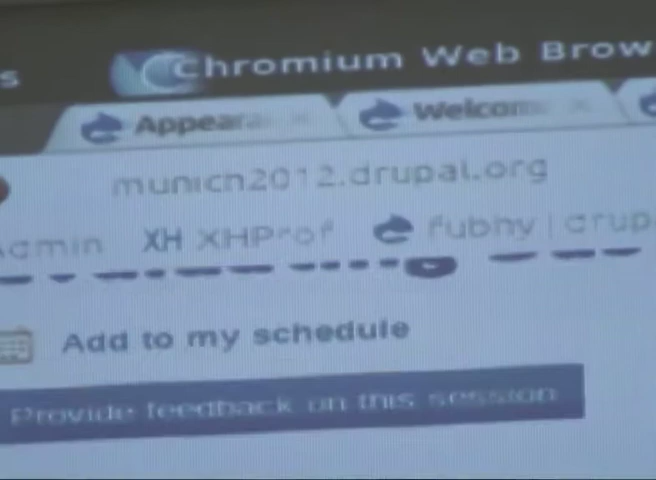 s Chromium Web Brow
Appeara Welcom
munich2012.drupal.org
Admin XH XHProf fubhy | drup
Add to my schedule
Provide feedback on this session